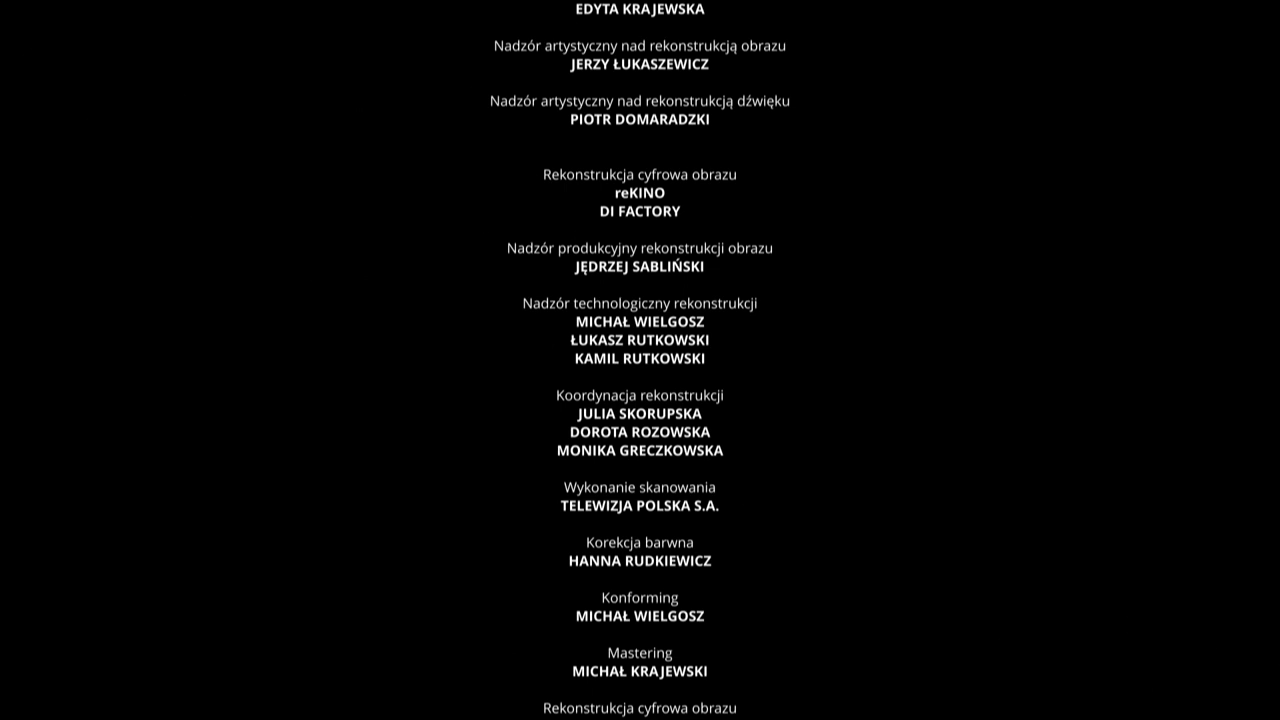 EDYTA KRAJEWSKA
Nadzór artystyczny nad rekonstrukcją obrazu
JERZY ŁUKASZEWICZ
Nadzór artystyczny nad rekonstrukcją dźwięku
PIOTR DOMARADZKI
Rekonstrukcja cyfrowa obrazu
reKINO
DI FACTORY
Nadzór produkcyjny rekonstrukcji obrazu
JĘDRZEJ SABLIŃSKI
Nadzór technologiczny rekonstrukcji
MICHAŁ WIELGOSZ
ŁUKASZ RUTKOWSKI
KAMIL RUTKOWSKI
Koordynacja rekonstrukcji
JULIA SKORUPSKA
DOROTA ROZOWSKA
MONIKA GRECZKOWSKA
Wykonanie skanowania
TELEWIZJA POLSKA S.A.
Korekcja barwna
HANNA RUDKIEWICZ
Konforming
MICHAŁ WIELGOSZ
Mastering
MICHAŁ KRAJEWSKI
Rekonstrukcja cyfrowa obrazu